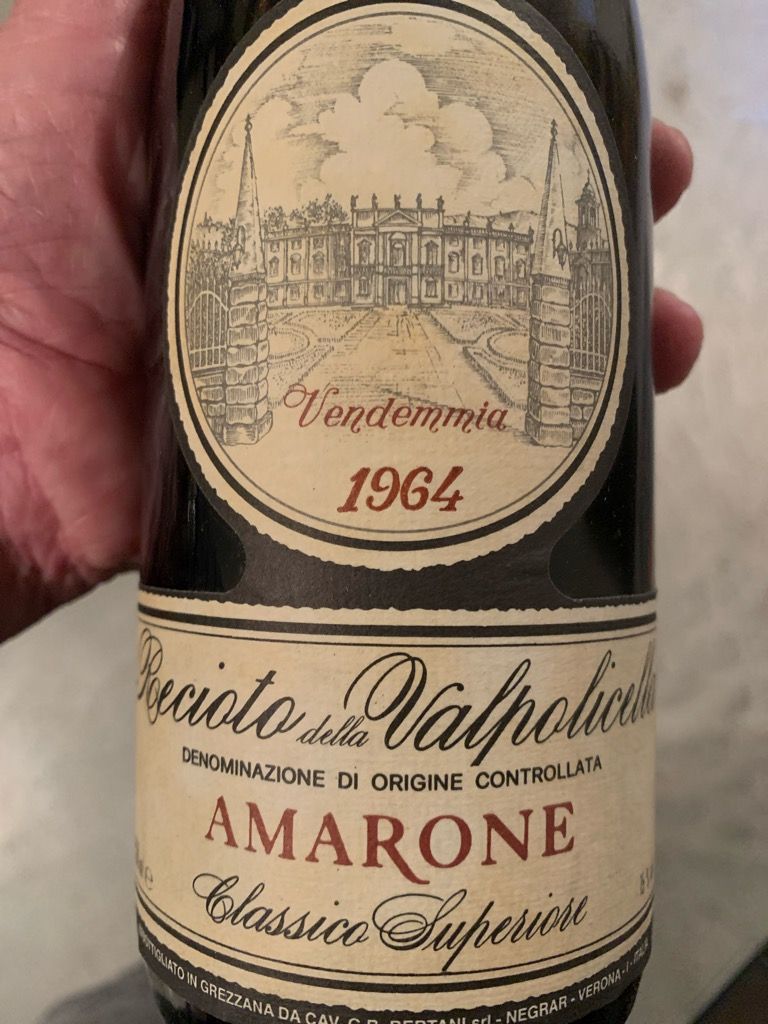 Vendemmia
1964
Recioto della Valpolicella
DENOMINAZIONE DI ORIGINE CONTROLLATA
AMARONE
Classico Superiore
IN GREZZANA DA CAV. G.B. BERTANI srl - NEGRAR - VERONA - I - ITALIA